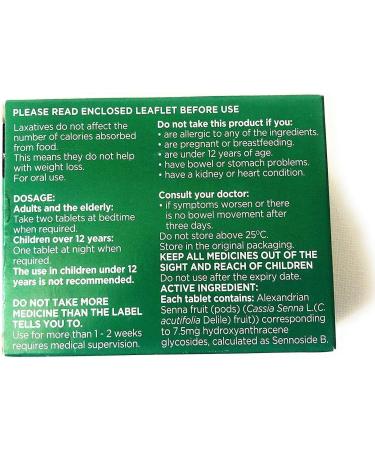 PLEASE READ ENCLOSED LEAFLET BEFORE USE
Laxatives do not affect the
number of calories absorbed
from food.
This means they do not help
with weight loss.
For oral use.
DOSAGE:
Adults and the elderly:
Take two tablets at bedtime
when required.
Children over 12 years:
One tablet at night when
required.
The use in children under 12
years is not recommended.
DO NOT TAKE MORE
MEDICINE THAN THE LABEL
TELLS YOU TO.
Use for more than 1 - 2 weeks
requires medical supervision.
Do not take this product if you:
• are allergic to any of the ingredients.
• are pregnant or breastfeeding.
• are under 12 years of age.
• have bowel or stomach problems.
• have a kidney or heart condition.
Consult your doctor:
• if symptoms worsen or there
is no bowel movement after
three days.
Do not store above 25°C.
Store in the original packaging.
KEEP ALL MEDICINES OUT OF THE
SIGHT AND REACH OF CHILDREN
Do not use after the expiry date.
ACTIVE INGREDIENT:
Each tablet contains: Alexandrian
Senna fruit (pods) (Cassia Senna L.(C.
acutifolia Delile) fruit)) corresponding
to 7.5mg hydroxyanthracene
glycosides, calculated as Sennoside B.